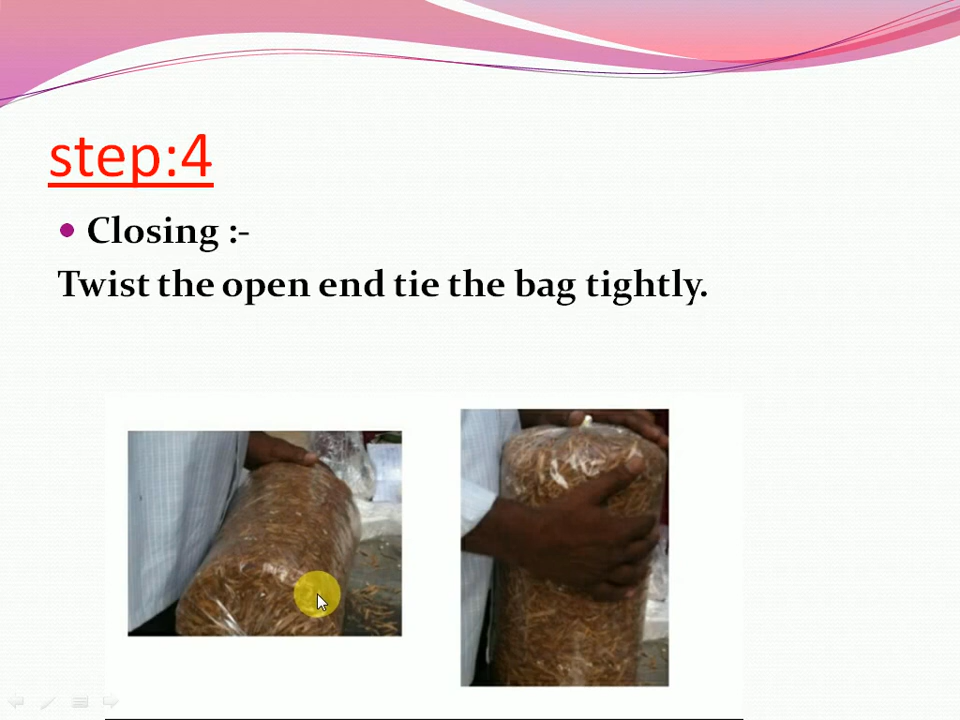 step:4
Closing :-
Twist the open end tie the bag tightly.